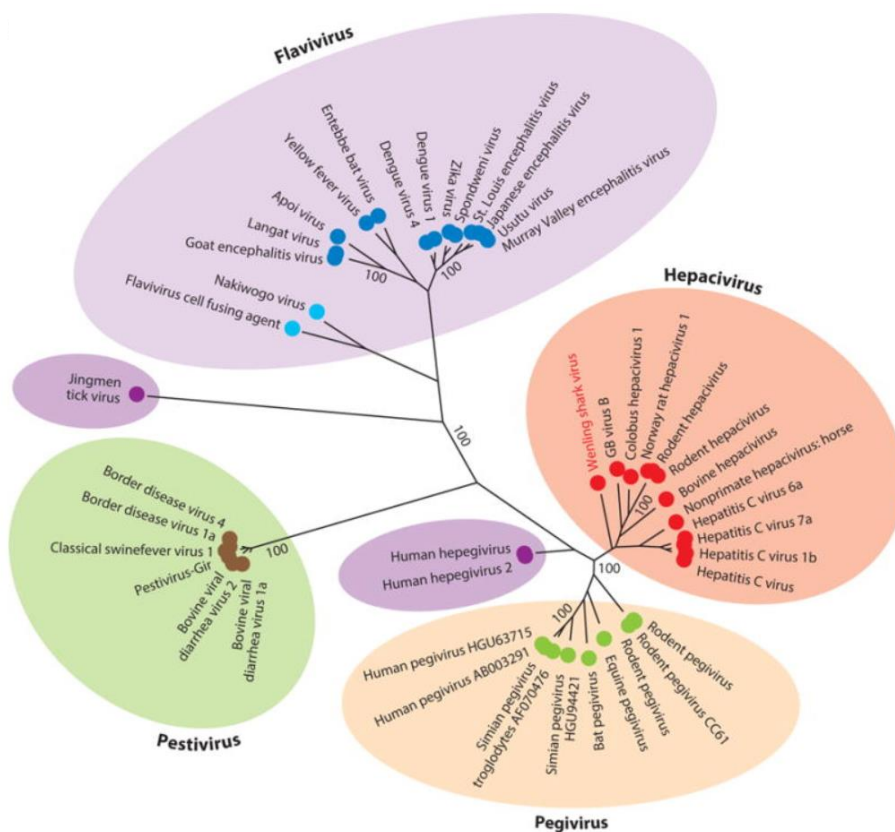 Flavivirus
Entebbe bat virus
Yellow fever virus
Apoi virus
Langat virus
Goat encephalitis virus
Dengue virus 4
Dengue virus 1
Zika virus
Spondweni virus
St. Louis encephalitis virus
Japanese encephalitis virus
Usutu virus
Murray Valley encephalitis virus
100
100
Nakiwogo virus
Flavivirus cell fusing agent
Jingmen
tick virus
100
Hepacivirus
Wenling shark virus
GB virus B
Colobus hepacivirus 1
Norway rat hepacivirus 1
Rodent hepacivirus
Rodent hepacivirus
Bovine hepacivirus
Nonprimate hepacivirus: horse
Hepatitis C virus 6a
Hepatitis C virus 7a
Hepatitis C virus 1b
Hepatitis C virus
100
100
Border disease virus 4
Border disease virus 1a
Classical swinefever virus 1
Pestivirus-Gir
Bovine viral
diarrhea virus 2
Bovine viral
diarrhea virus 1a
100
Pestivirus
Human hepegivirus
Human hepegivirus 2
100
Human pegivirus HGU63715
Human pegivirus AB003291
Simian pegivirus
troglodytes AF070476
Simian pegivirus
HGU94421
Bat pegivirus
Equine pegivirus
Rodent pegivirus
Rodent pegivirus CC61
Rodent pegivirus
Pegivirus